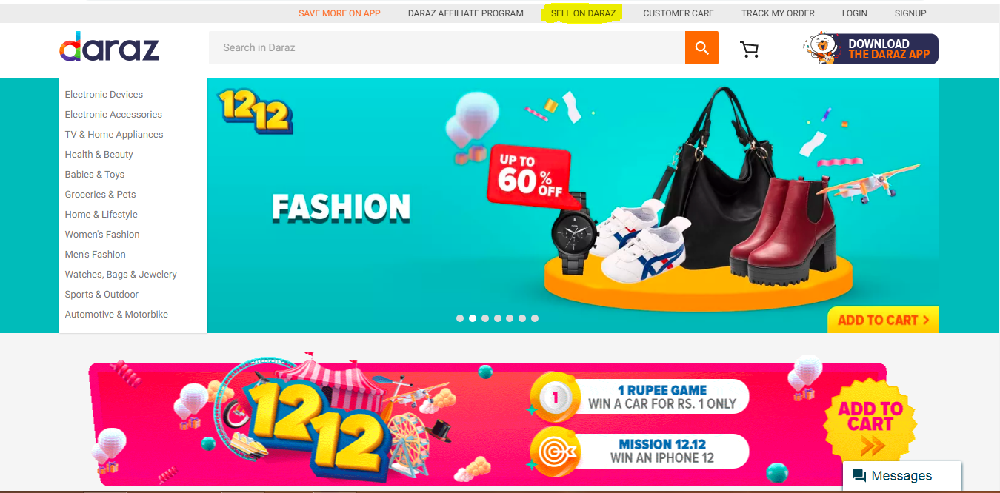 SAVE MORE ON APP
DARAZ AFFILIATE PROGRAM
SELL ON DARAZ
CUSTOMER CARE
TRACK MY ORDER
LOGIN
SIGNUP
daraz
Search in Daraz
DOWNLOAD
THE DARAZ APP
Electronic Devices
Electronic Accessories
TV & Home Appliances
Health & Beauty
Babies & Toys
Groceries & Pets
Home & Lifestyle
Women's Fashion
Men's Fashion
Watches, Bags & Jewelery
Sports & Outdoor
Automotive & Motorbike
12
12
FASHION
UP TO
60%
OFF
ADD TO CART >
12
12
1
1 RUPEE GAME
WIN A CAR FOR RS. 1 ONLY
MISSION 12.12
WIN AN IPHONE 12
ADD TO
CART
Messages